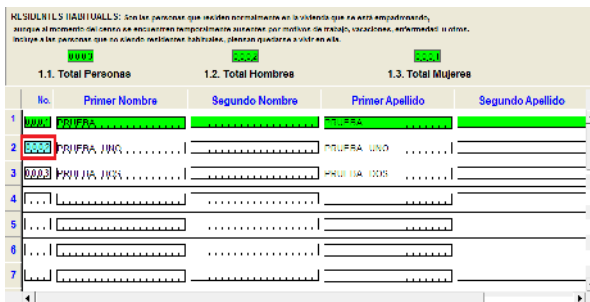 RESIDENTES HABITUALES: Son las personas que residen normalmente en la vivienda que se está empadronando,
aunque al momento del censo se encuentren temporalmente ausentes por motivos de trabajo, vacaciones, enfermedad u otros.
Incluye a las personas que no siendo residentes habituales, piensan quedarse a vivir en ella.
0003 0002 0001
1.1. Total Personas 1.2. Total Hombres 1.3. Total Mujeres
No. Primer Nombre Segundo Nombre Primer Apellido Segundo Apellido
1 0001 PRUEBA PRUEBA
2 PRUEBA UNO PRUEBA UNO
3 0003 PRUEBA DOS PRUEBA DOS
4
5
6
7